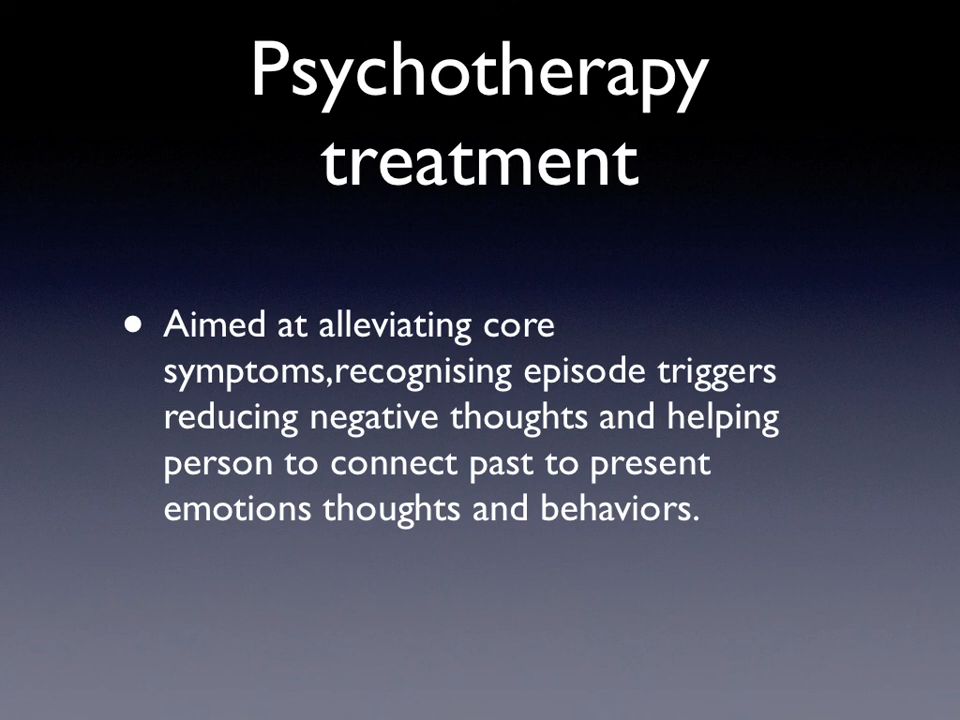 Psychotherapy
treatment
• Aimed at alleviating core
symptoms,recognising episode triggers
reducing negative thoughts and helping
person to connect past to present
emotions thoughts and behaviors.